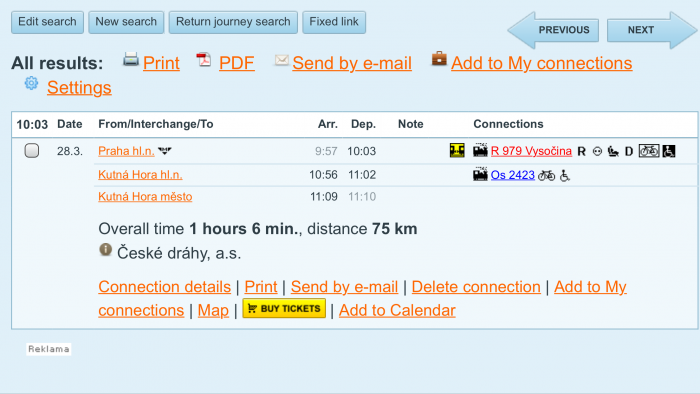 Edit search New search Return journey search Fixed link PREVIOUS NEXT
All results: Print PDF Send by e-mail Add to My connections
Settings
10:03 Date From/Interchange/To Arr. Dep. Note Connections
28.3. Praha hl.n. 9:57 10:03 R 979 Vysočina R D
Kutná Hora hl.n. 10:56 11:02 Os 2423
Kutná Hora město 11:09 11:10
Overall time 1 hours 6 min., distance 75 km
České dráhy, a.s.
Connection details | Print | Send by e-mail | Delete connection | Add to My
connections | Map | BUY TICKETS | Add to Calendar
Reklama